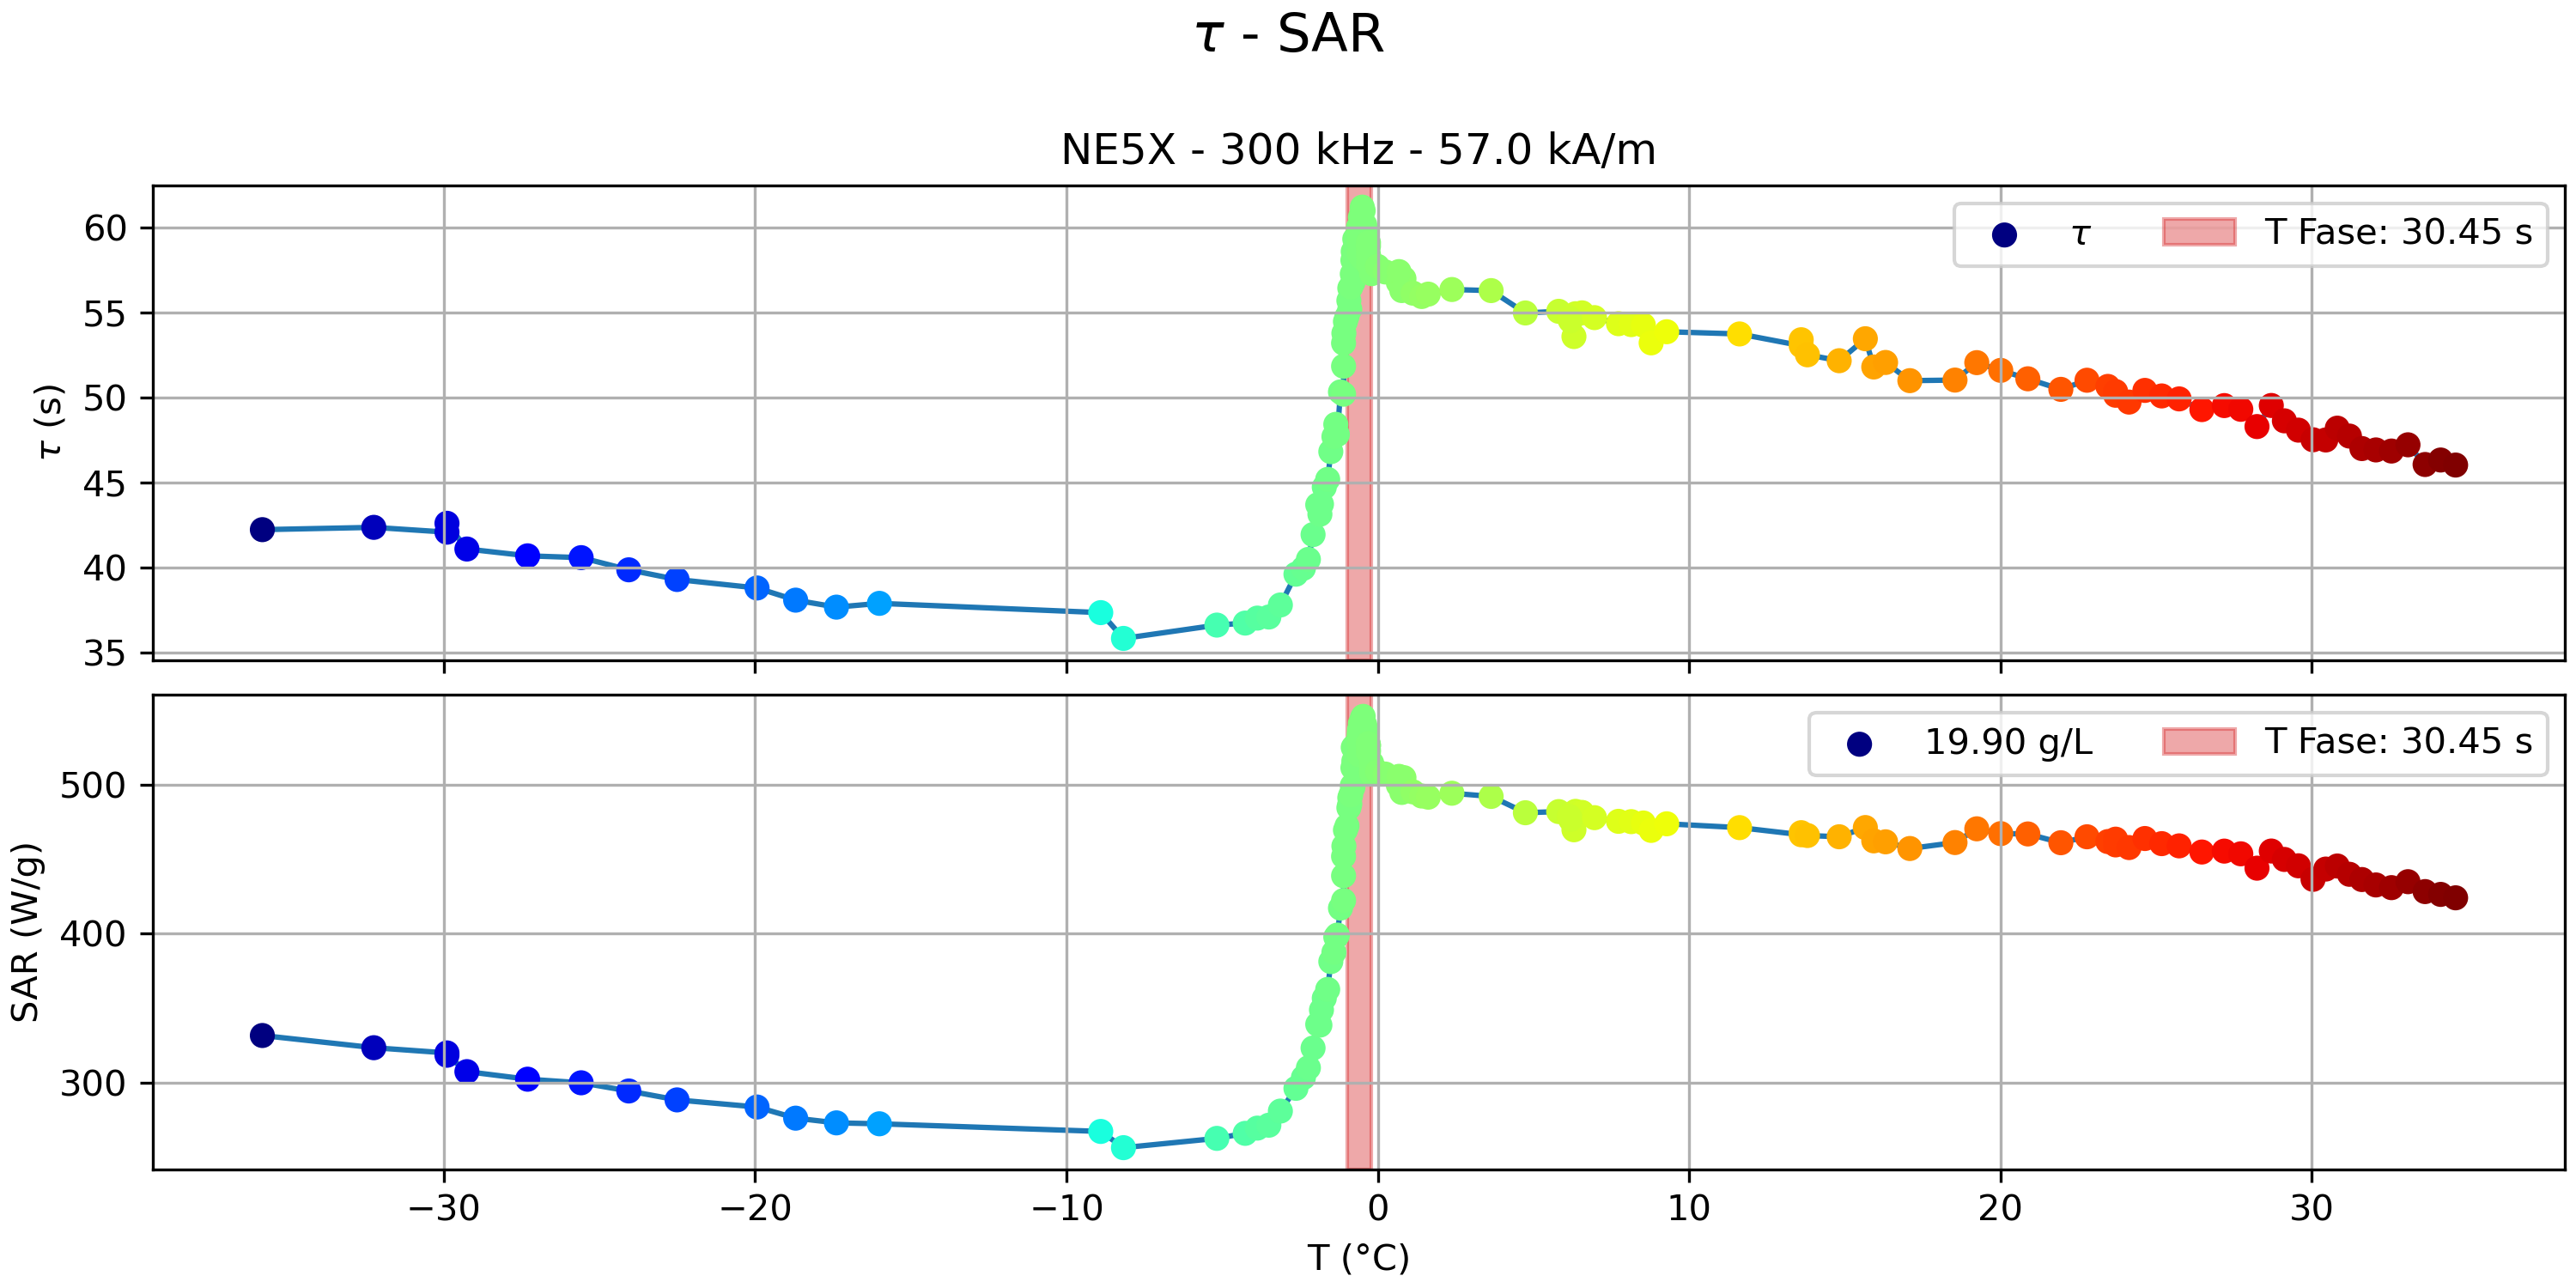 τ - SAR
NE5X - 300 kHz - 57.0 kA/m
τ (s)
60
55
50
45
40
35
τ
T Fase: 30.45 s
SAR (W/g)
500
400
300
19.90 g/L
T Fase: 30.45 s
−30
−20
−10
0
10
20
30
T (°C)